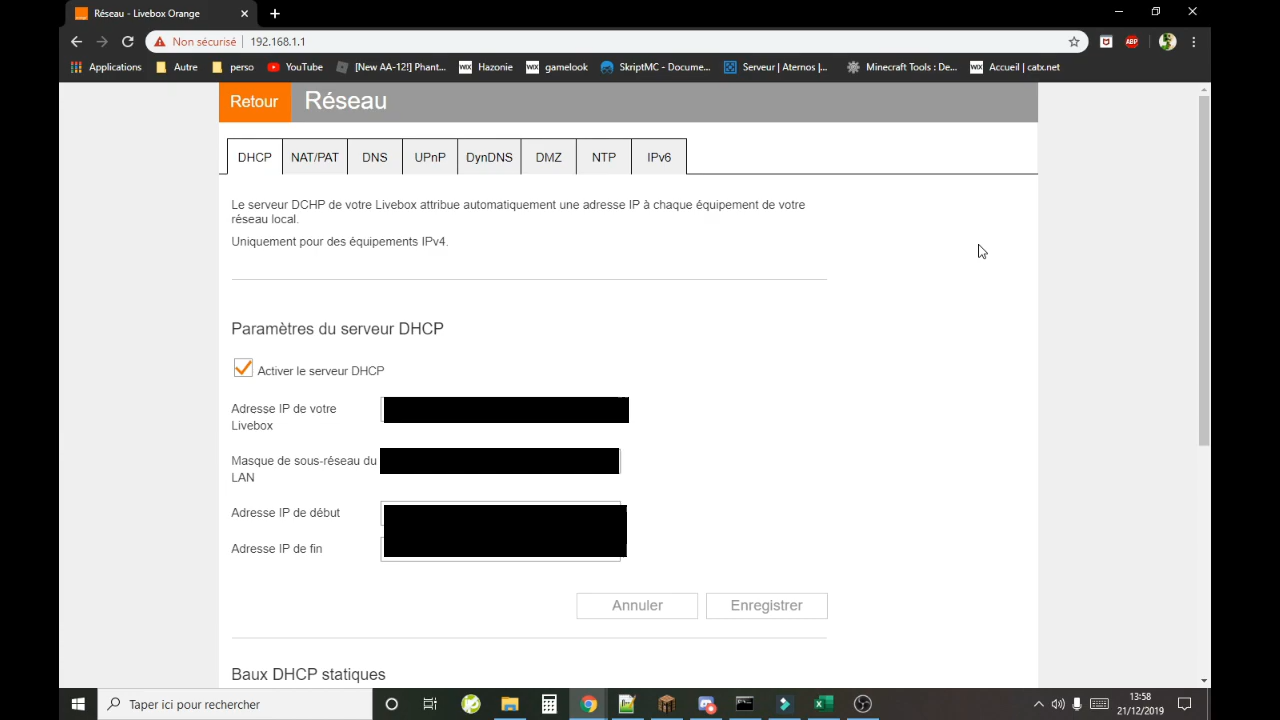 Réseau - Livebox Orange
Non sécurisé 192.168.1.1
ABP
Applications Autre perso YouTube [New AA-12!] Phant... WIX Hazonie WIX gamelook SkriptMC - Docume... Serveur | Aternos |... Minecraft Tools : De... WIX Accueil | catx.net
Retour Réseau
DHCP NAT/PAT DNS UPnP DynDNS DMZ NTP IPv6
Le serveur DCHP de votre Livebox attribue automatiquement une adresse IP à chaque équipement de votre
réseau local.
Uniquement pour des équipements IPv4.
Paramètres du serveur DHCP
Activer le serveur DHCP
Adresse IP de votre
Livebox
Masque de sous-réseau du
LAN
Adresse IP de début
Adresse IP de fin
Annuler Enregistrer
Baux DHCP statiques
Taper ici pour rechercher
13:58
21/12/2019